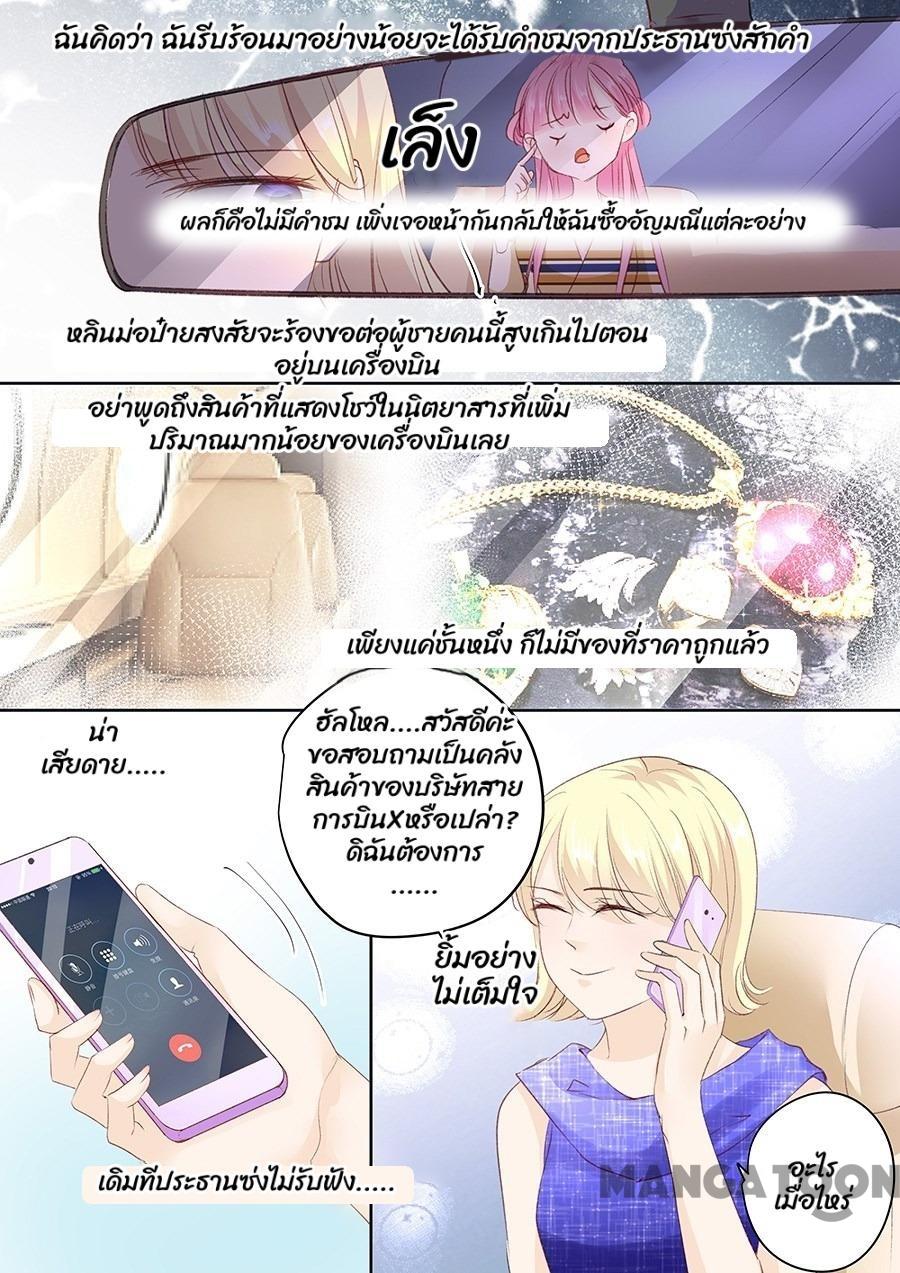 ฉันคิดว่า ฉันรีบร้อนมาอย่างน้อยจะได้รับคำชมจากประธานซ่งสักคำ
เล็ง
ผลก็คือไม่มีคำชม เพิ่งเจอหน้ากันกลับให้ฉันซื้ออัญมณีแต่ละอย่าง
หลินม่อป๋ายสงสัยจะร้องขอต่อผู้ชายคนนี้สูงเกินไปตอน
อยู่บนเครื่องบิน
อย่าพูดถึงสินค้าที่แสดงโชว์ในนิตยาสารที่เพิ่ม
ปริมาณมากน้อยของเครื่องบินเลย
เพียงแค่ชั้นหนึ่ง ก็ไม่มีของที่ราคาถูกแล้ว
น่า
เสียดาย.....
正在呼叫...
静音
拨号键盘
免提
通讯录
เดิมทีประธานซ่งไม่รับฟัง.....
ฮัลโหล....สวัสดีค่ะ
ขอสอบถามเป็นคลัง
สินค้าของบริษัทสาย
การบินXหรือเปล่า?
ดิฉันต้องการ
......
ยิ้มอย่าง
ไม่เต็มใจ
อะไร
เมื่อไหร่
MANGATOON